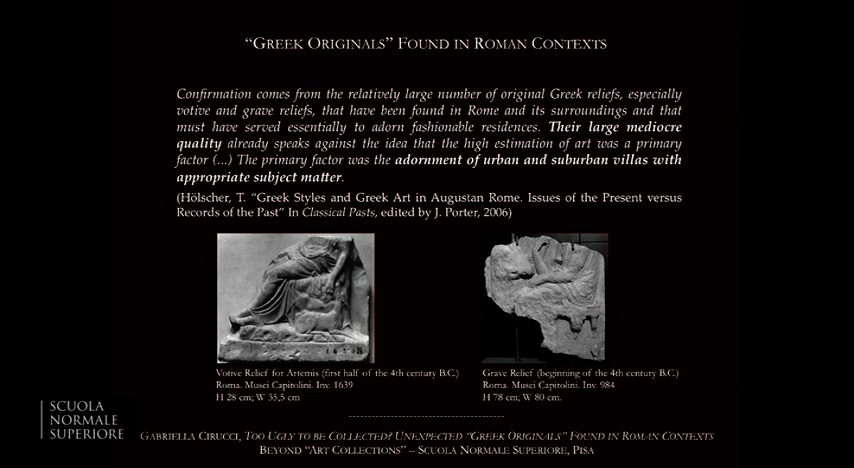 “GREEK ORIGINALS” FOUND IN ROMAN CONTEXTS
Confirmation comes from the relatively large number of original Greek reliefs, especially
votive and grave reliefs, that have been found in Rome and its surroundings and that
must have served essentially to adorn fashionable residences. Their large mediocre
quality already speaks against the idea that the high estimation of art was a primary
factor (...) The primary factor was the adornment of urban and suburban villas with
appropriate subject matter.
(Hölscher, T. “Greek Styles and Greek Art in Augustan Rome. Issues of the Present versus
Records of the Past” In Classical Pasts, edited by J. Porter, 2006)
Votive Relief for Artemis (first half of the 4th century B.C.)
Roma. Musei Capitolini. Inv. 1639
H 28 cm; W 35,5 cm
Grave Relief (beginning of the 4th century B.C.)
Roma. Musei Capitolini. Inv. 984
H 78 cm; W 80 cm.
SCUOLA
NORMALE
SUPERIORE
GABRIELLA CIRUCCI, TOO UGLY TO BE COLLECTED? UNEXPECTED “GREEK ORIGINALS” FOUND IN ROMAN CONTEXTS
BEYOND “ART COLLECTIONS” – SCUOLA NORMALE SUPERIORE, PISA